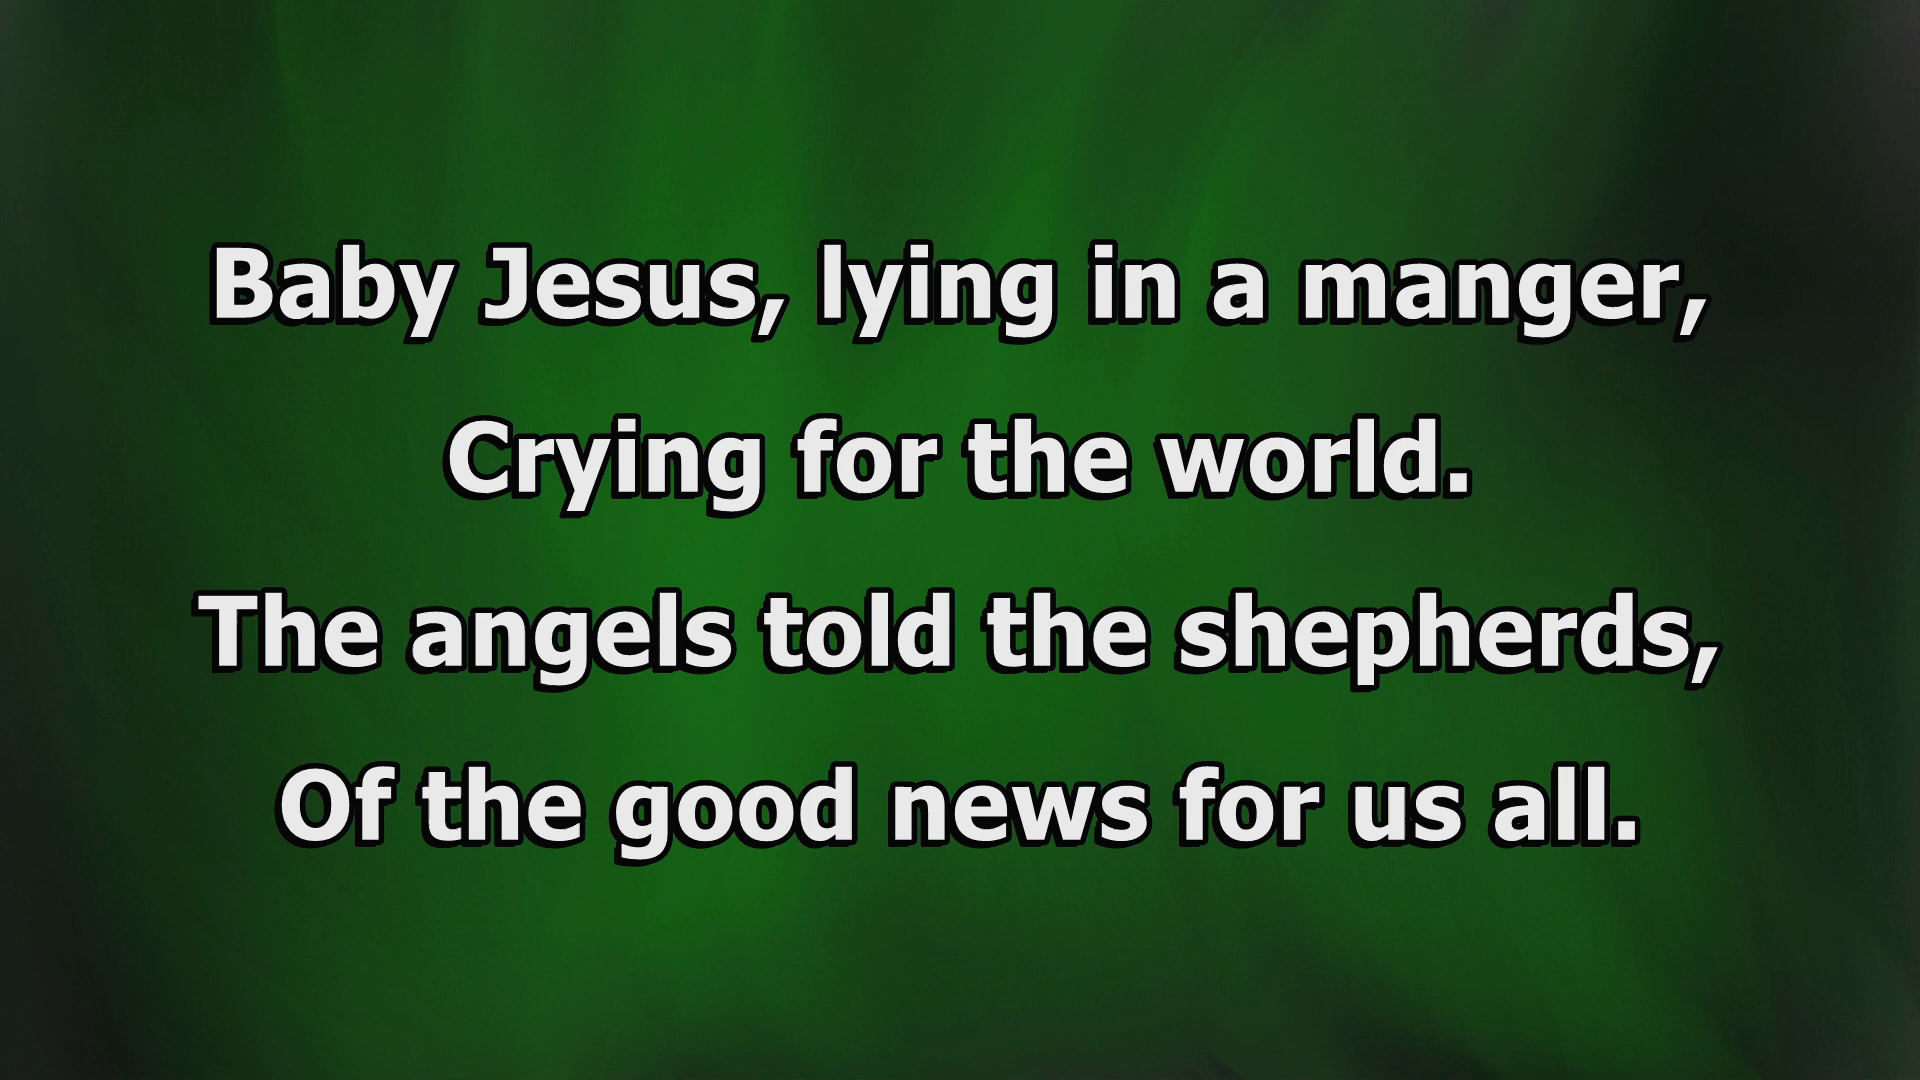 Baby Jesus, lying in a manger,
Crying for the world.
The angels told the shepherds,
Of the good news for us all.